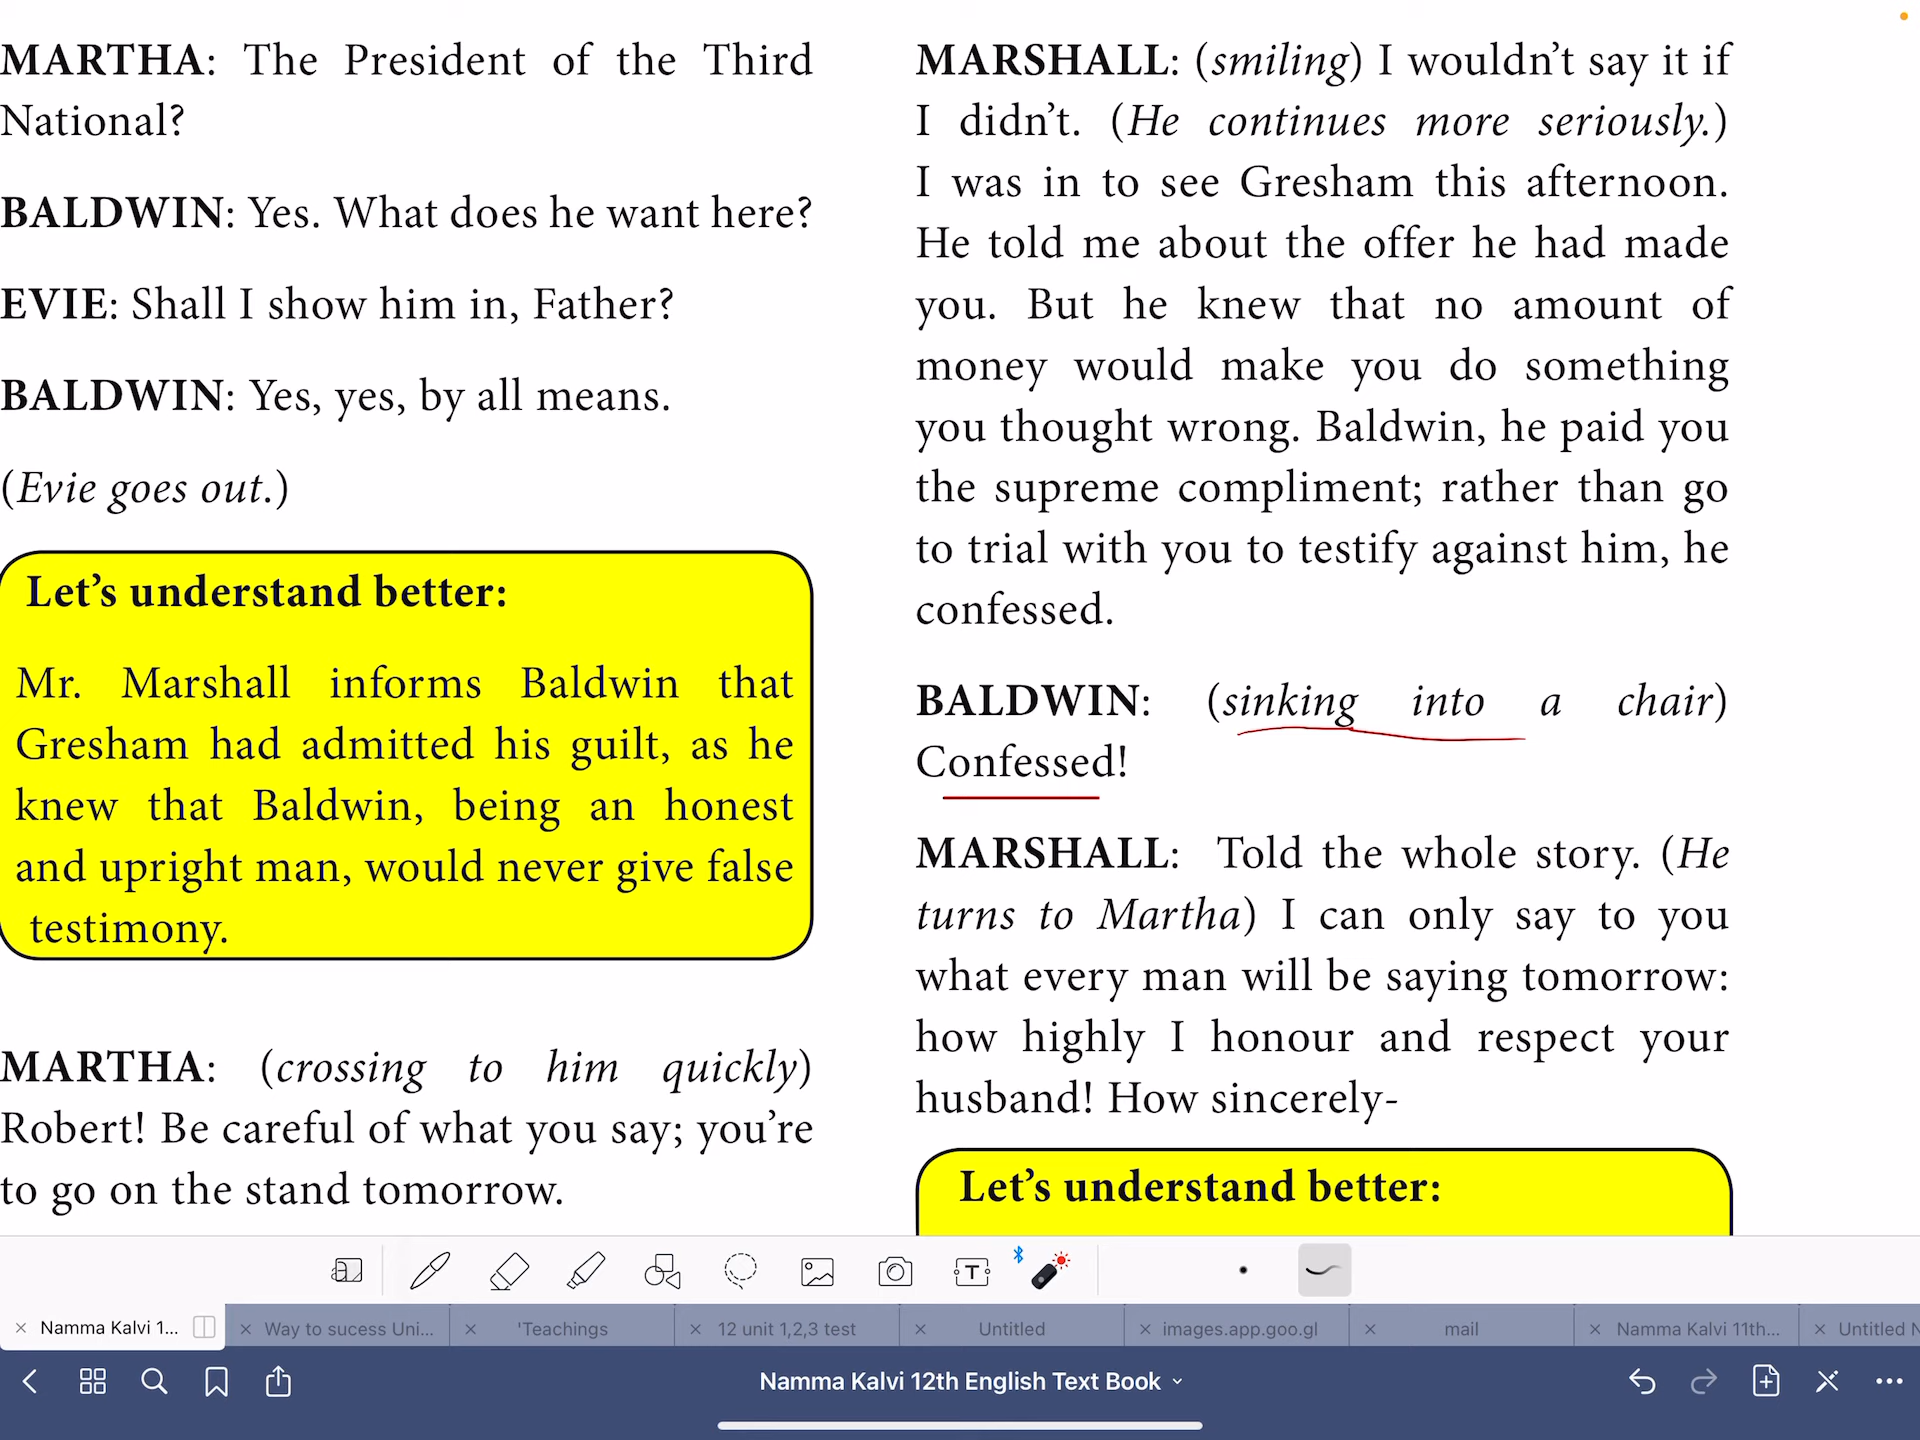 MARTHA: The President of the Third
National?
BALDWIN: Yes. What does he want here?
EVIE: Shall I show him in, Father?
BALDWIN: Yes, yes, by all means.
(Evie goes out.)
Let’s understand better:
Mr. Marshall informs Baldwin that
Gresham had admitted his guilt, as he
knew that Baldwin, being an honest
and upright man, would never give false
testimony.
MARTHA: (crossing to him quickly)
Robert! Be careful of what you say; you’re
to go on the stand tomorrow.
MARSHALL: (smiling) I wouldn’t say it if
I didn’t. (He continues more seriously.)
I was in to see Gresham this afternoon.
He told me about the offer he had made
you. But he knew that no amount of
money would make you do something
you thought wrong. Baldwin, he paid you
the supreme compliment; rather than go
to trial with you to testify against him, he
confessed.
BALDWIN: (sinking into a chair)
Confessed!
MARSHALL: Told the whole story. (He
turns to Martha) I can only say to you
what every man will be saying tomorrow:
how highly I honour and respect your
husband! How sincerely-
Let’s understand better:
Namma Kalvi 1... Way to sucess Uni... 'Teachings 12 unit 1,2,3 test Untitled images.app.goo.gl mail Namma Kalvi 11th... Untitled N
Namma Kalvi 12th English Text Book